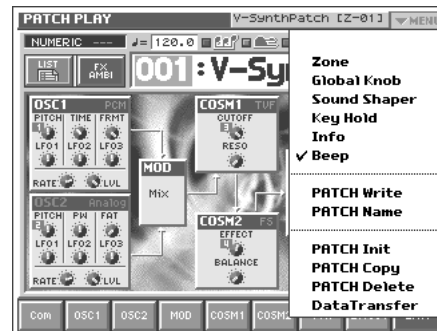 PATCH PLAY V-SynthPatch [Z-01] ▼MENU
NUMERIC --- ♩= 120.0
LIST FX AMBI 001 : V-Sy
OSC1 PCM
PITCH TIME FRMT
1
LFO1 LFO2 LFO3
RATE LVL
OSC2 Analog
PITCH PW FAT
2
LFO1 LFO2 LFO3
RATE LVL
MOD
Mix
COSM1 TVF
CUTOFF
3
RESO
COSM2 FS
EFFECT
4
BALANCE
Zone
Global Knob
Sound Shaper
Key Hold
Info
✓ Beep
PATCH Write
PATCH Name
PATCH Init
PATCH Copy
PATCH Delete
DataTransfer
Com OSC1 OSC2 MOD COSM1 COSM2